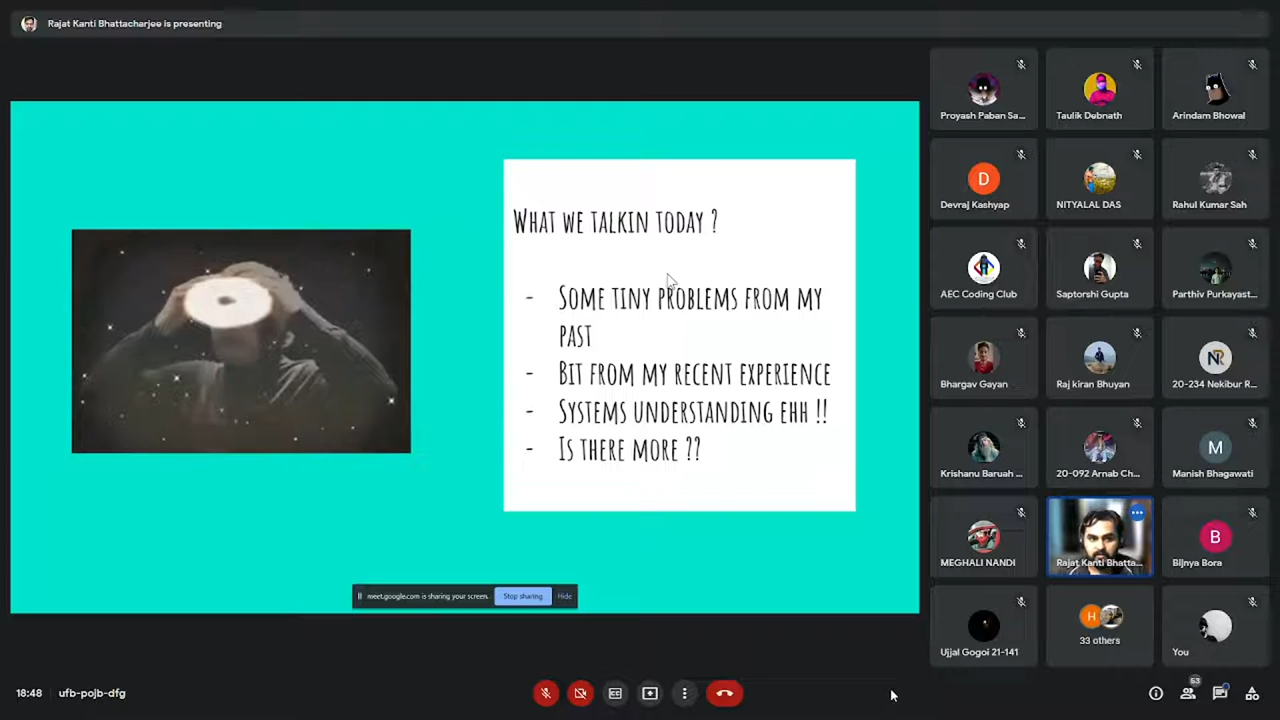 Rajat Kanti Bhattacharjee is presenting
WHAT WE TALKIN TODAY ?
- SOME TINY PROBLEMS FROM MY
PAST
- BIT FROM MY RECENT EXPERIENCE
- SYSTEMS UNDERSTANDING EHH !!
- IS THERE MORE ??
meet.google.com is sharing your screen.
Stop sharing
Hide
Proyash Paban Sa...
Taulik Debnath
Arindam Bhowal
D
Devraj Kashyap
NITYALAL DAS
Rahul Kumar Sah
AEC Coding Club
Saptorshi Gupta
Parthiv Purkayast...
Bhargav Gayan
Raj kiran Bhuyan
NR
20-234 Nekibur R...
Krishanu Baruah ...
20-092 Arnab Ch...
M
Manish Bhagawati
MEGHALI NANDI
Rajat Kanti Bhatta...
B
Bijnya Bora
Ujjal Gogoi 21-141
H
33 others
You
18:48
ufb-pojb-dfg
53